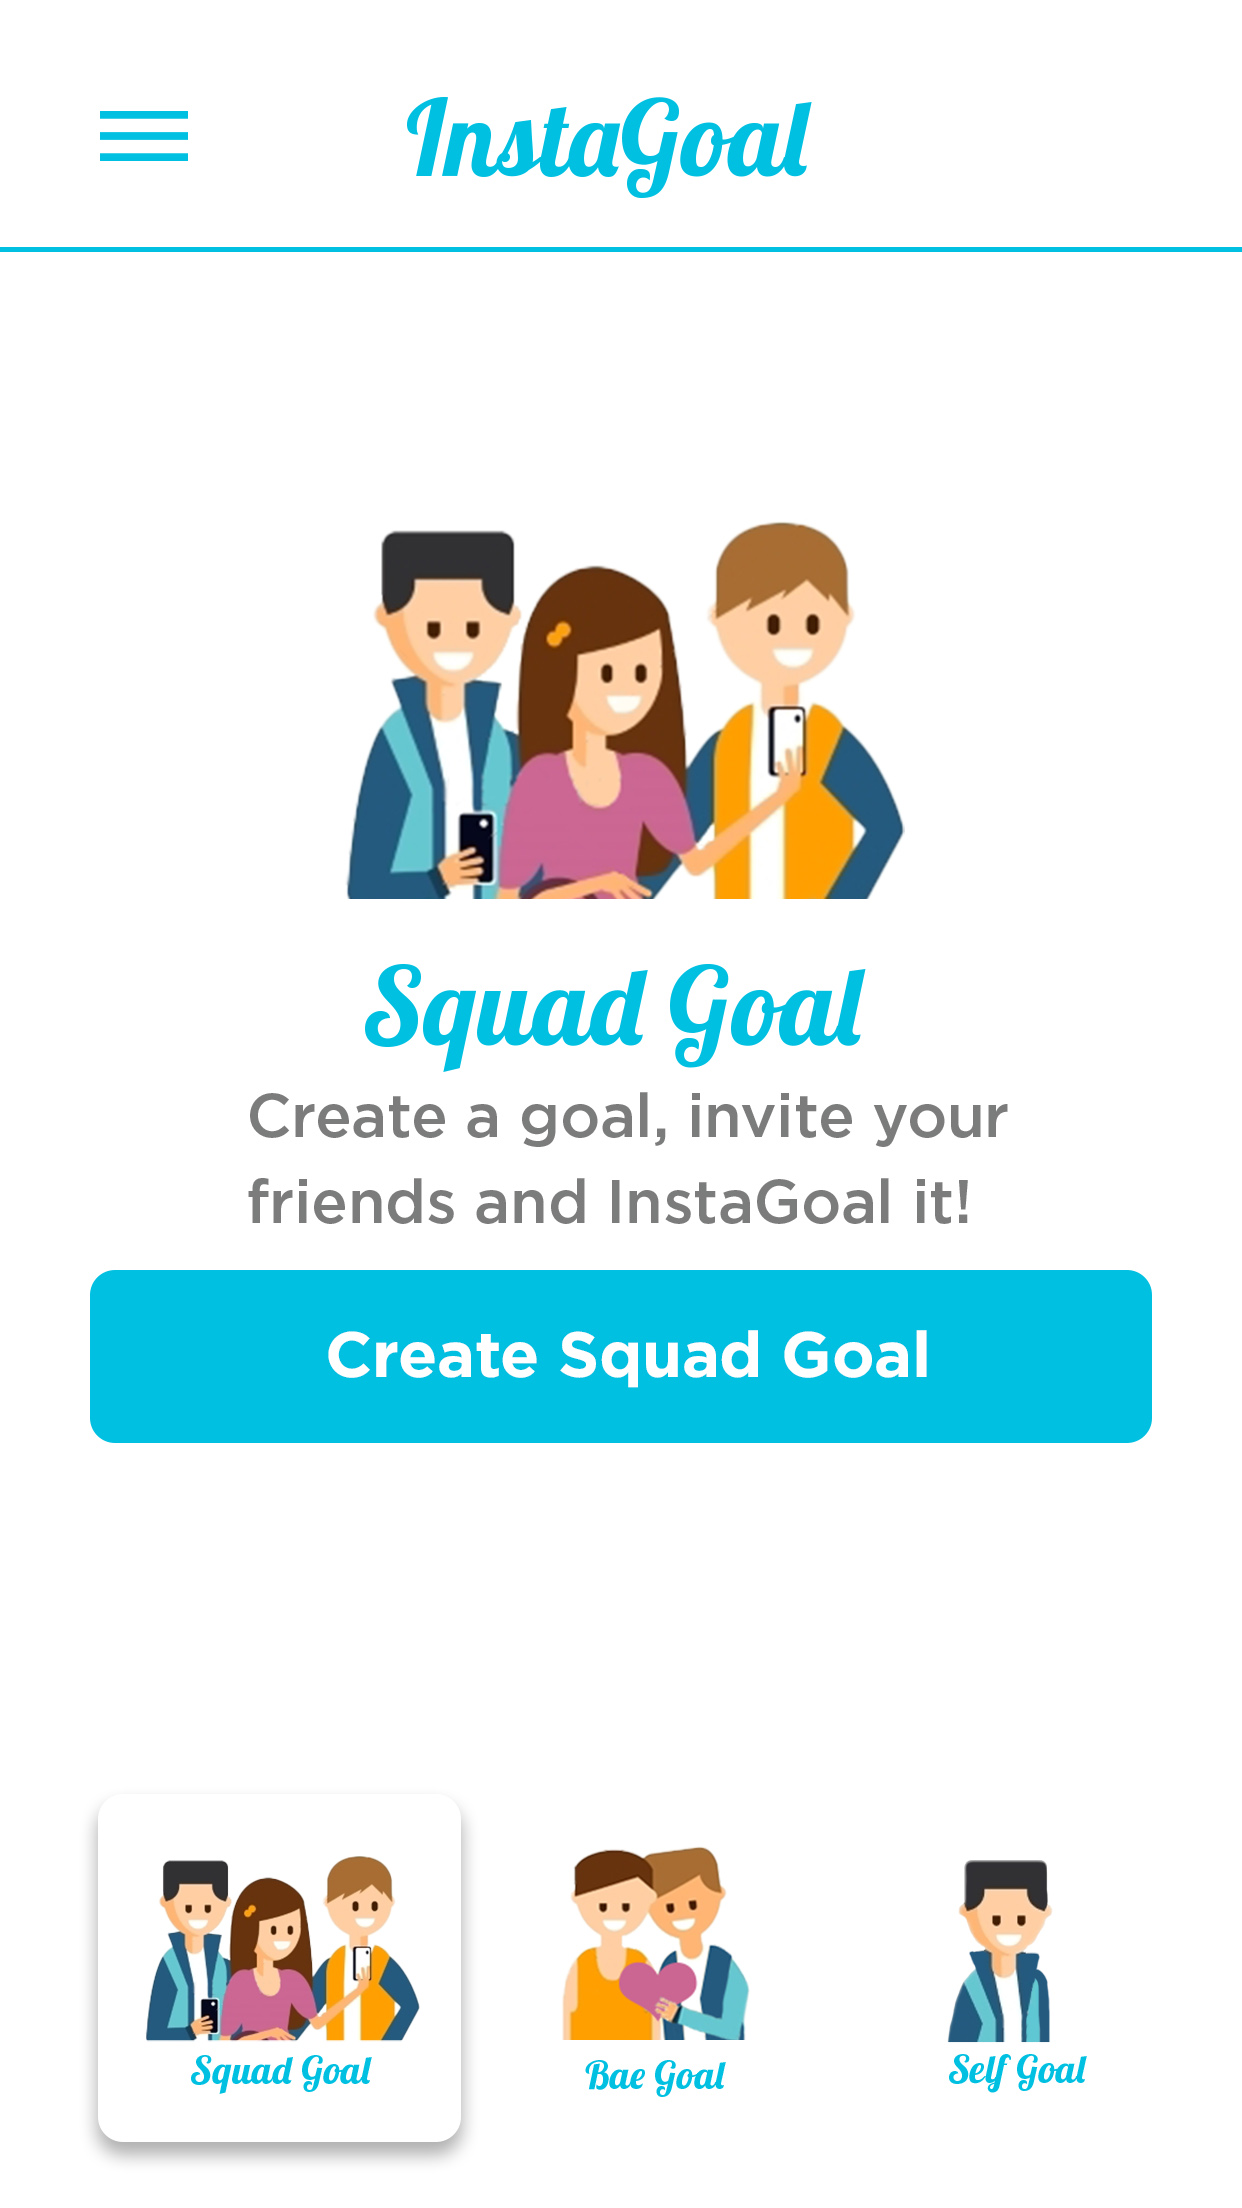 InstaGoal
Squad Goal
Create a goal, invite your
friends and InstaGoal it!
Create Squad Goal
Squad Goal
Bae Goal
Self Goal